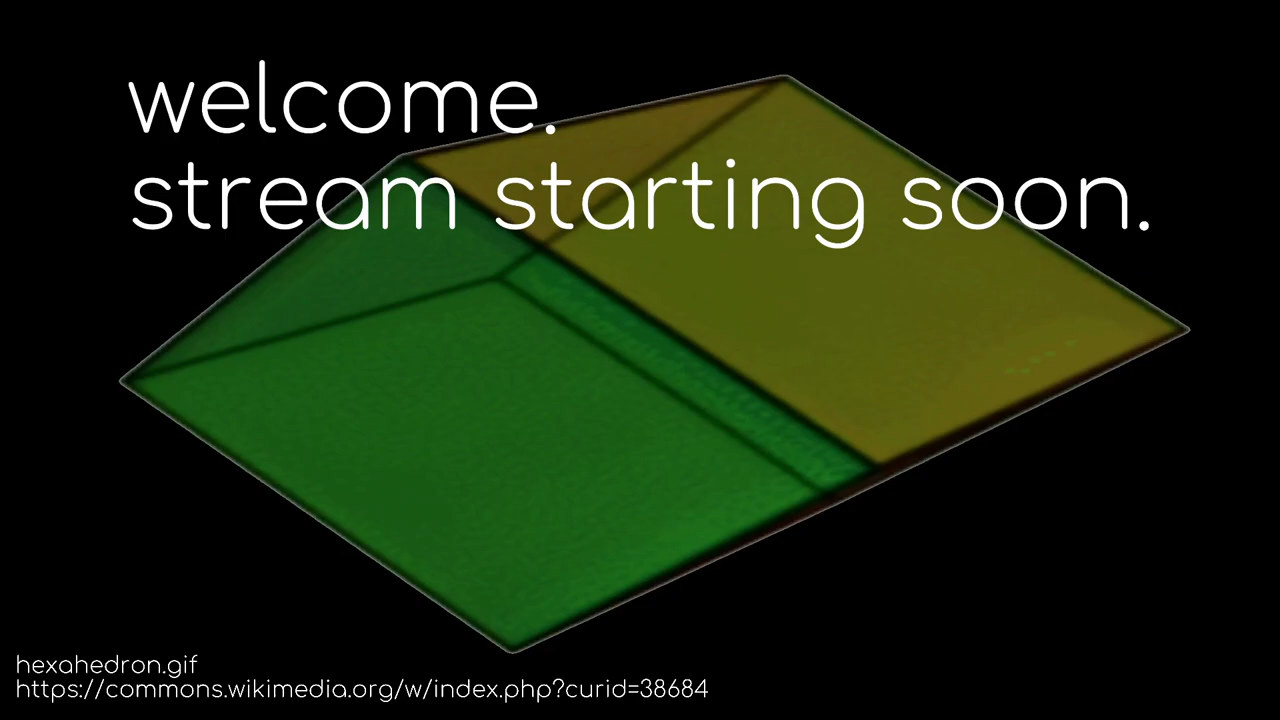 welcome.
stream starting soon.
hexahedron.gif
https://commons.wikimedia.org/w/index.php?curid=38684